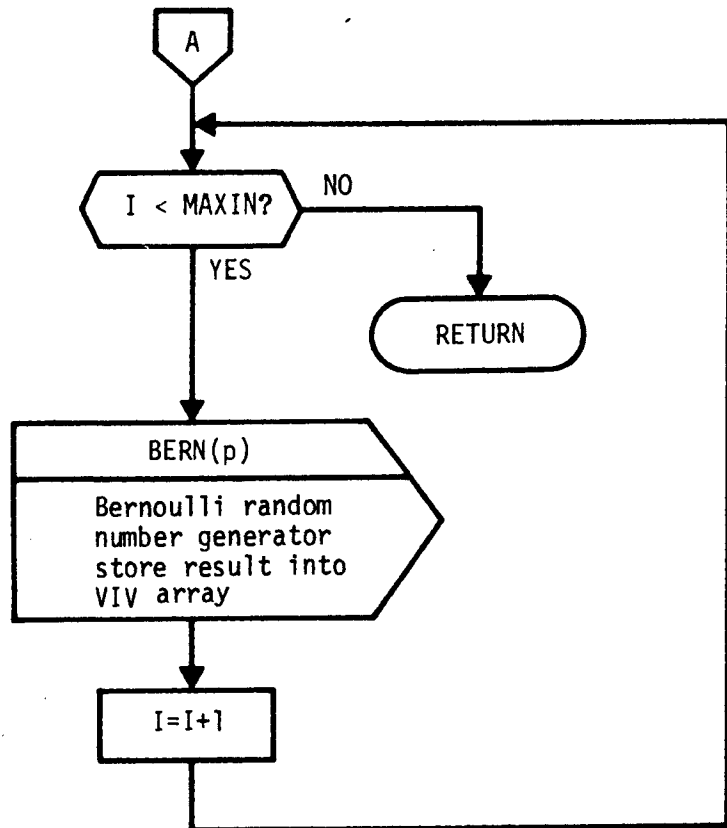 A
I < MAXIN?
NO
YES
RETURN
BERN(p)
Bernoulli random
number generator
store result into
VIV array
I=I+1